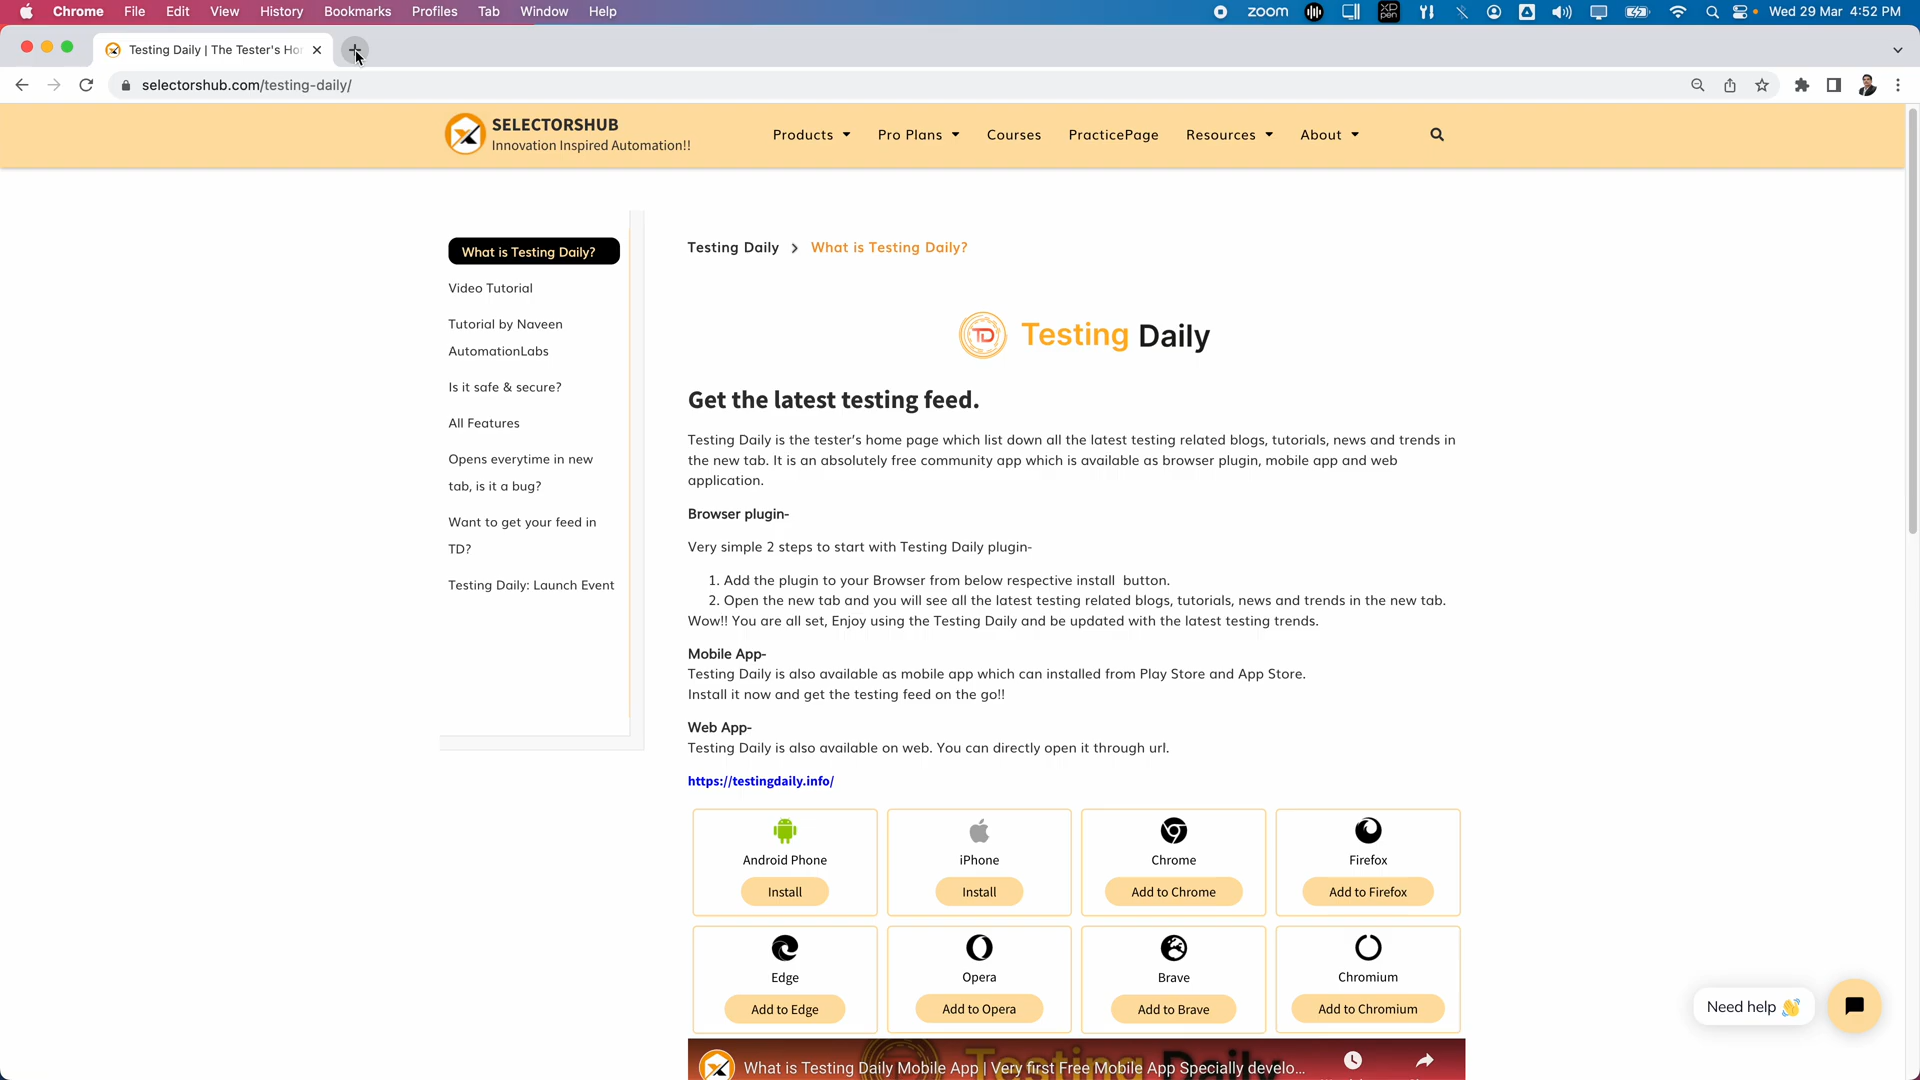 Chrome File Edit View History Bookmarks Profiles Tab Window Help zoom XD pen Wed 29 Mar 4:52 PM
Testing Daily | The Tester's Ho
selectorshub.com/testing-daily/
SELECTORSHUB
Innovation Inspired Automation!!
Products Pro Plans Courses PracticePage Resources About
What is Testing Daily?
Video Tutorial
Tutorial by Naveen
AutomationLabs
Is it safe & secure?
All Features
Opens everytime in new
tab, is it a bug?
Want to get your feed in
TD?
Testing Daily: Launch Event
Testing Daily > What is Testing Daily?
TD Testing Daily
Get the latest testing feed.
Testing Daily is the tester's home page which list down all the latest testing related blogs, tutorials, news and trends in
the new tab. It is an absolutely free community app which is available as browser plugin, mobile app and web
application.
Browser plugin-
Very simple 2 steps to start with Testing Daily plugin-
1. Add the plugin to your Browser from below respective install button.
2. Open the new tab and you will see all the latest testing related blogs, tutorials, news and trends in the new tab.
Wow!! You are all set, Enjoy using the Testing Daily and be updated with the latest testing trends.
Mobile App-
Testing Daily is also available as mobile app which can installed from Play Store and App Store.
Install it now and get the testing feed on the go!!
Web App-
Testing Daily is also available on web. You can directly open it through url.
https://testingdaily.info/
Android Phone iPhone Chrome Firefox
Install Install Add to Chrome Add to Firefox
Edge Opera Brave Chromium
Add to Edge Add to Opera Add to Brave Add to Chromium
Need help 👋
What is Testing Daily Mobile App | Very first Free Mobile App Specially develo...